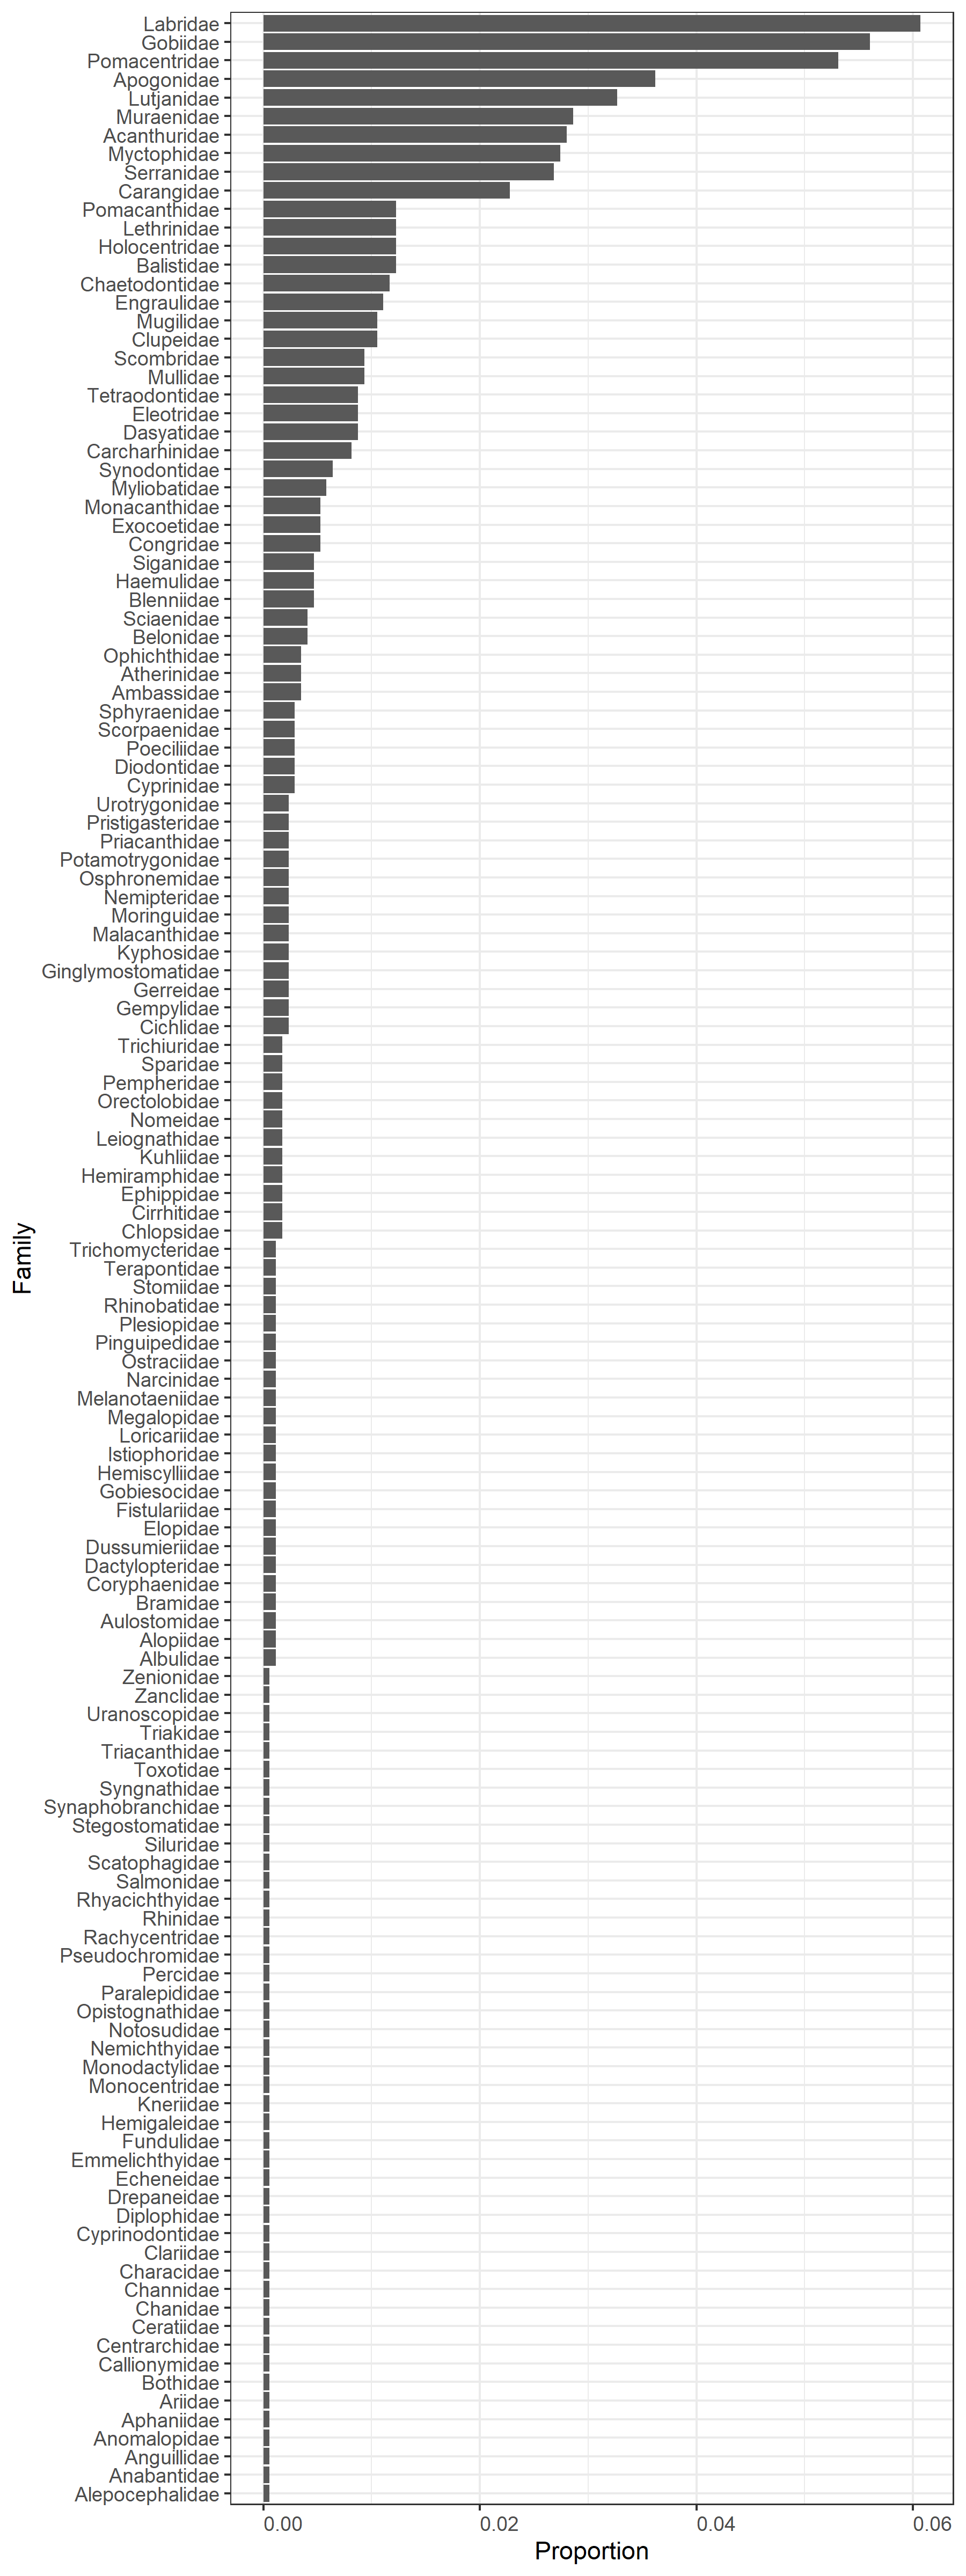 Labridae
Gobiidae
Pomacentridae
Apogonidae
Lutjanidae
Muraenidae
Acanthuridae
Myctophidae
Serranidae
Carangidae
Pomacanthidae
Lethrinidae
Holocentridae
Balistidae
Chaetodontidae
Engraulidae
Mugilidae
Clupeidae
Scombridae
Mullidae
Tetraodontidae
Eleotridae
Dasyatidae
Carcharhinidae
Synodontidae
Myliobatidae
Monacanthidae
Exocoetidae
Congridae
Siganidae
Haemulidae
Blenniidae
Sciaenidae
Belonidae
Ophichthidae
Atherinidae
Ambassidae
Sphyraenidae
Scorpaenidae
Poeciliidae
Diodontidae
Cyprinidae
Urotrygonidae
Pristigasteridae
Priacanthidae
Potamotrygonidae
Osphronemidae
Nemipteridae
Moringuidae
Malacanthidae
Kyphosidae
Ginglymostomatidae
Gerreidae
Gempylidae
Cichlidae
Trichiuridae
Sparidae
Pempheridae
Orectolobidae
Nomeidae
Leiognathidae
Kuhliidae
Hemiramphidae
Ephippidae
Cirrhitidae
Chlopsidae
Trichomycteridae
Terapontidae
Stomiidae
Rhinobatidae
Plesiopidae
Pinguipedidae
Ostraciidae
Narcinidae
Melanotaeniidae
Megalopidae
Loricariidae
Istiophoridae
Hemiscylliidae
Gobiesocidae
Fistulariidae
Elopidae
Dussumieriidae
Dactylopteridae
Coryphaenidae
Bramidae
Aulostomidae
Alopiidae
Albulidae
Zenionidae
Zanclidae
Uranoscopidae
Triakidae
Triacanthidae
Toxotidae
Syngnathidae
Synaphobranchidae
Stegostomatidae
Siluridae
Scatophagidae
Salmonidae
Rhyacichthyidae
Rhinidae
Rachycentridae
Pseudochromidae
Percidae
Paralepididae
Opistognathidae
Notosudidae
Nemichthyidae
Monodactylidae
Monocentridae
Kneriidae
Hemigaleidae
Fundulidae
Emmelichthyidae
Echeneidae
Drepaneidae
Diplophidae
Cyprinodontidae
Clariidae
Characidae
Channidae
Chanidae
Ceratiidae
Centrarchidae
Callionymidae
Bothidae
Ariidae
Aphaniidae
Anomalopidae
Anguillidae
Anabantidae
Alepocephalidae
Family
0.00 0.02 0.04 0.06
Proportion